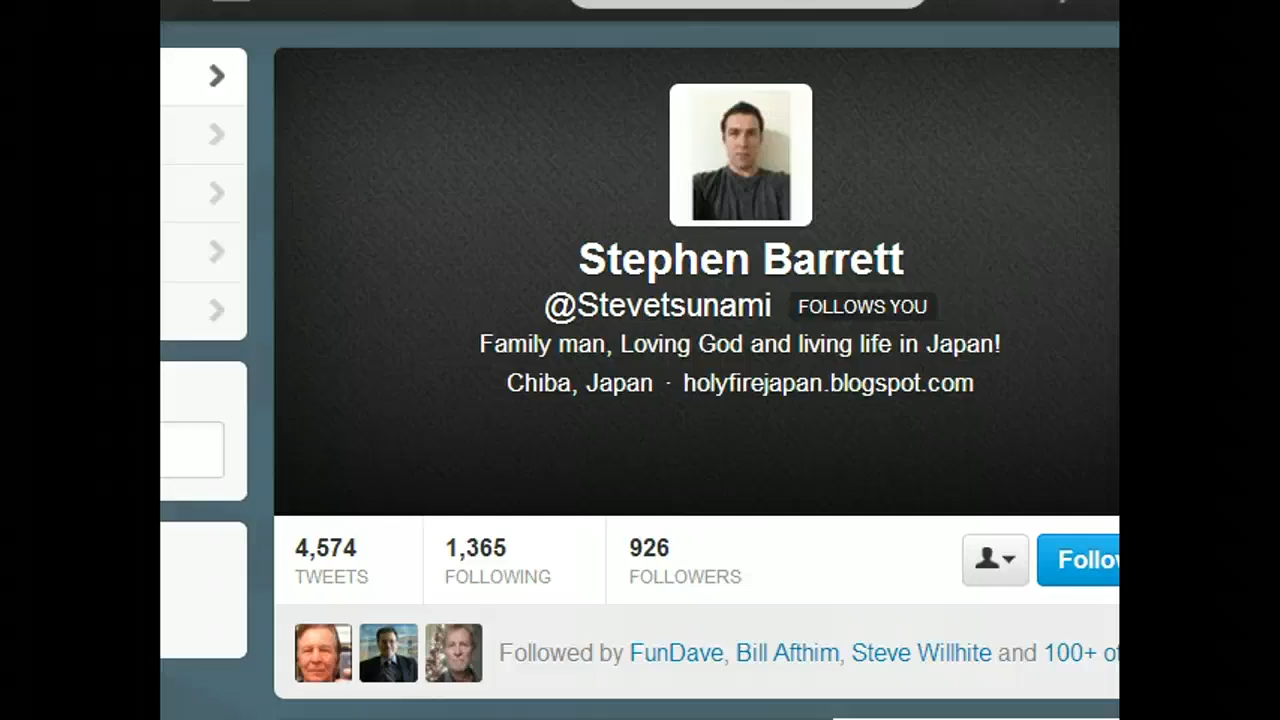 Stephen Barrett
@Stevetsunami FOLLOWS YOU
Family man, Loving God and living life in Japan!
Chiba, Japan · holyfirejapan.blogspot.com
4,574 1,365 926
TWEETS FOLLOWING FOLLOWERS
Follow
Followed by FunDave, Bill Afthim, Steve Willhite and 100+ of